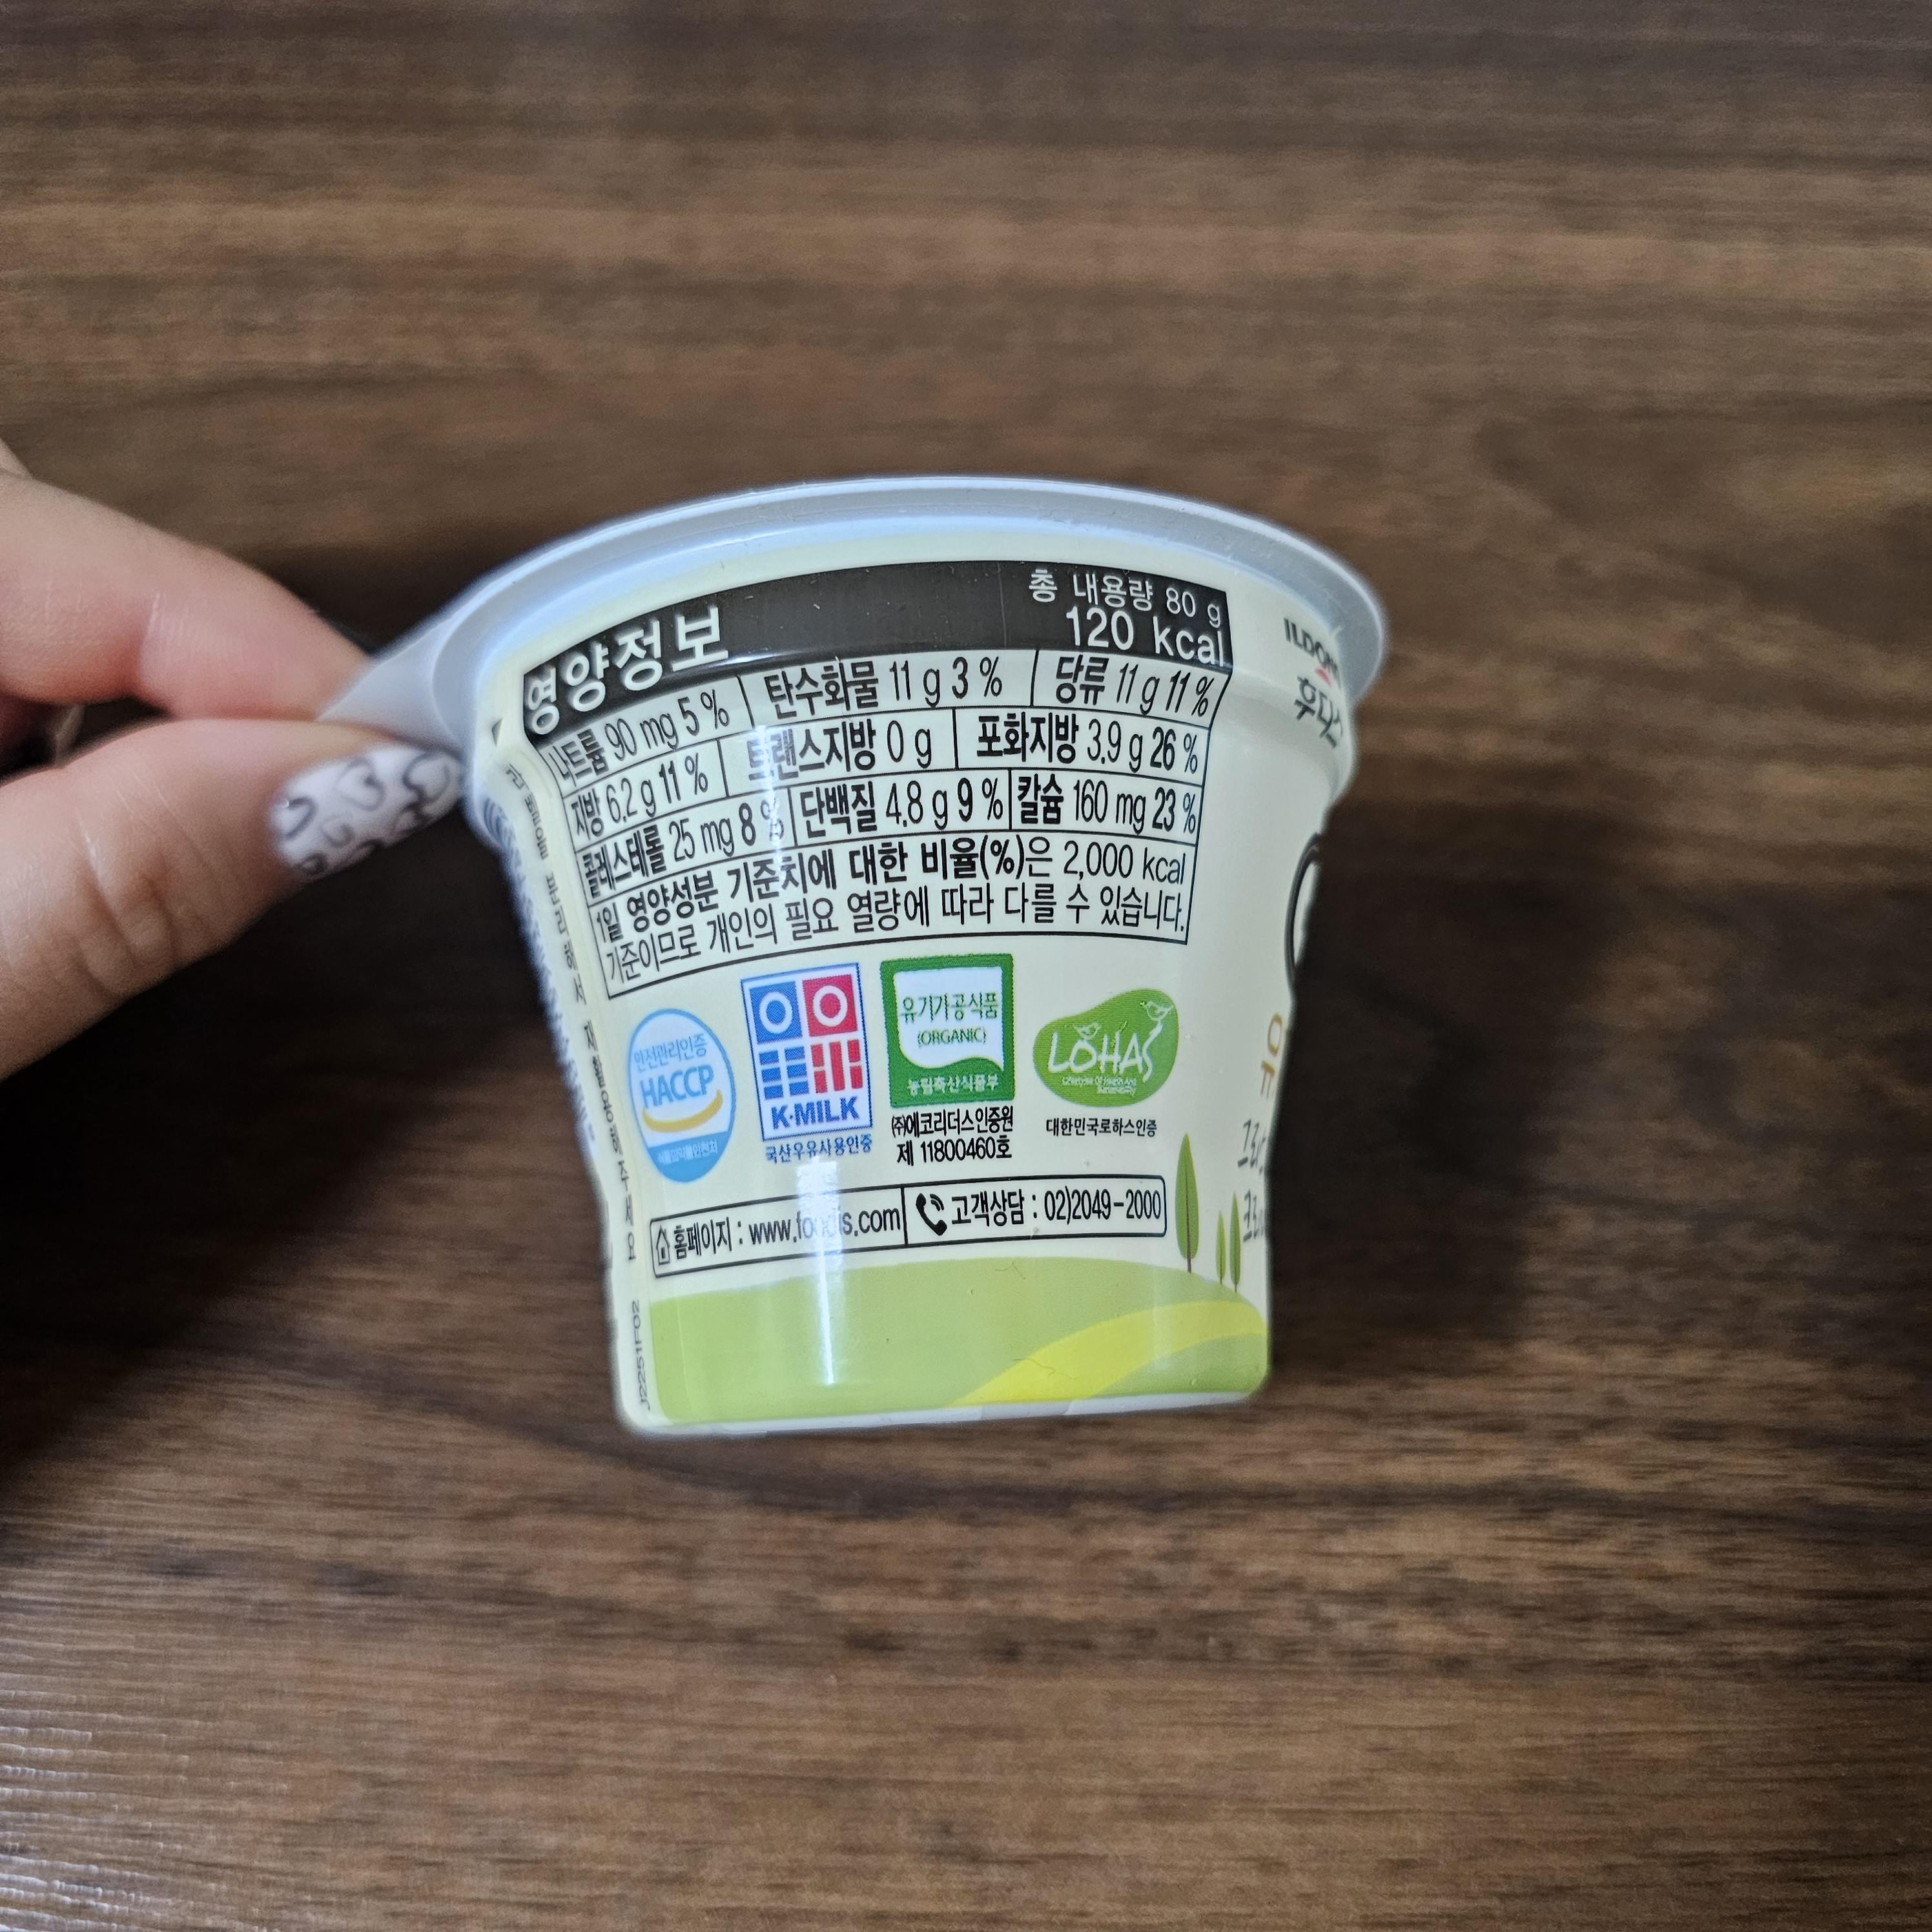 총 내용량 80 g
영양정보 120 kcal
나트륨 90 mg 5 % 탄수화물 11 g 3 % 당류 11 g 11 %
지방 6.2 g 11 % 트랜스지방 0 g 포화지방 3.9 g 26 %
콜레스테롤 25 mg 8 % 단백질 4.8 g 9 % 칼슘 160 mg 23 %
1일 영양성분 기준치에 대한 비율(%)은 2,000 kcal
기준이므로 개인의 필요 열량에 따라 다를 수 있습니다.
안전관리인증
HACCP
식품의약품안전처
K·MILK
국산우유사용인증
유기가공식품
(ORGANIC)
농림축산식품부
(주)에코리더스인증원
제 11800460호
LOHAS
대한민국로하스인증
홈페이지 : www.foodis.com
고객상담 : 02)2049-2000
J2251F02
후디스